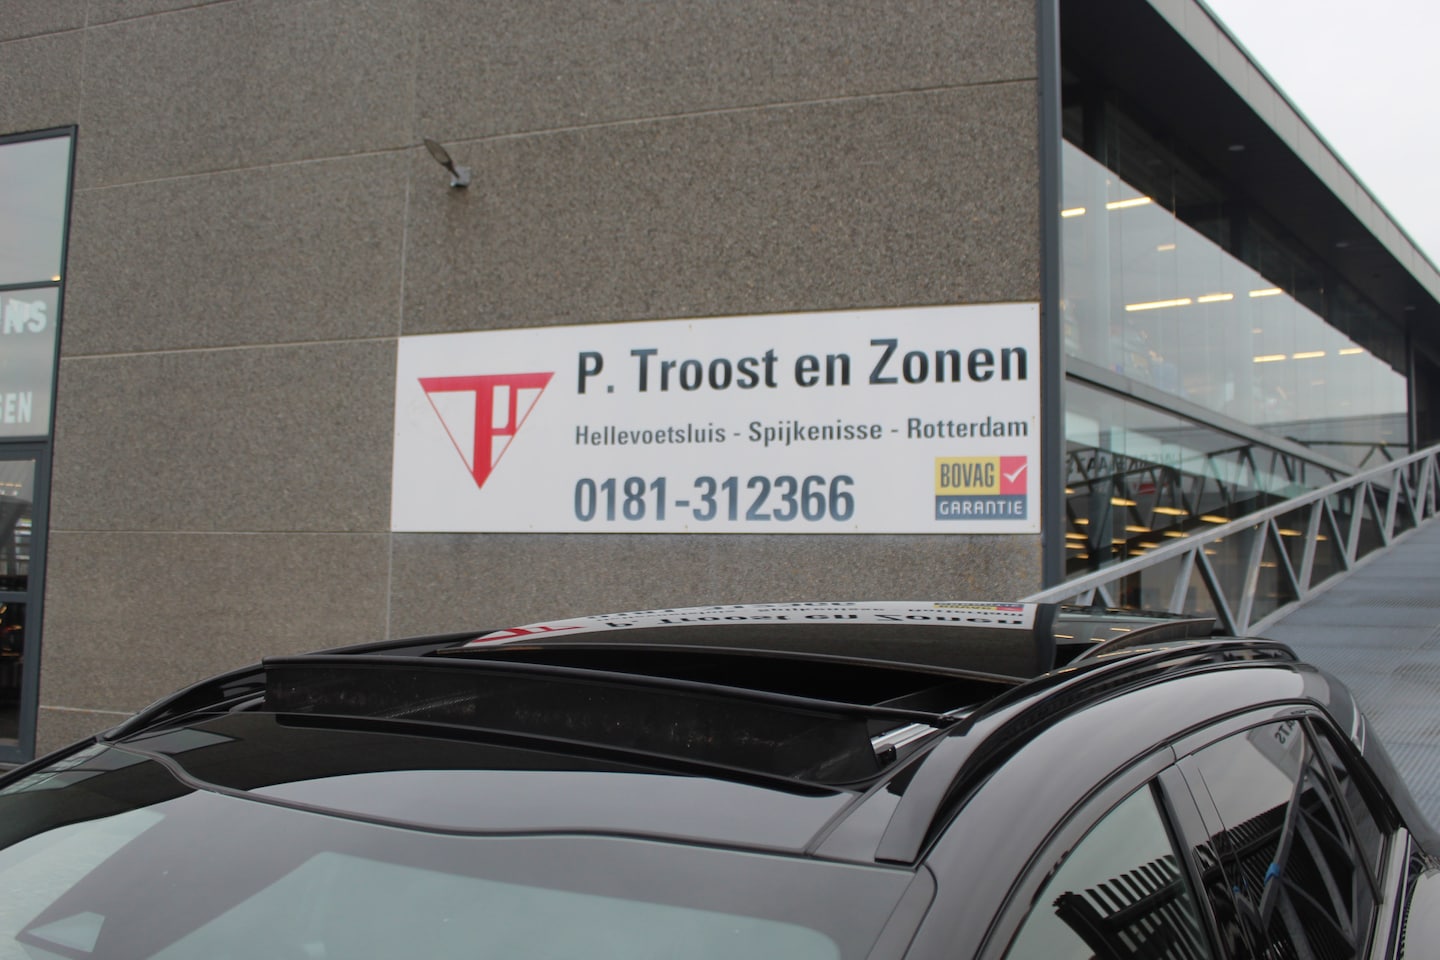 P. Troost en Zonen
Hellevoetsluis - Spijkenisse - Rotterdam
0181-312366
BOVAG
GARANTIE